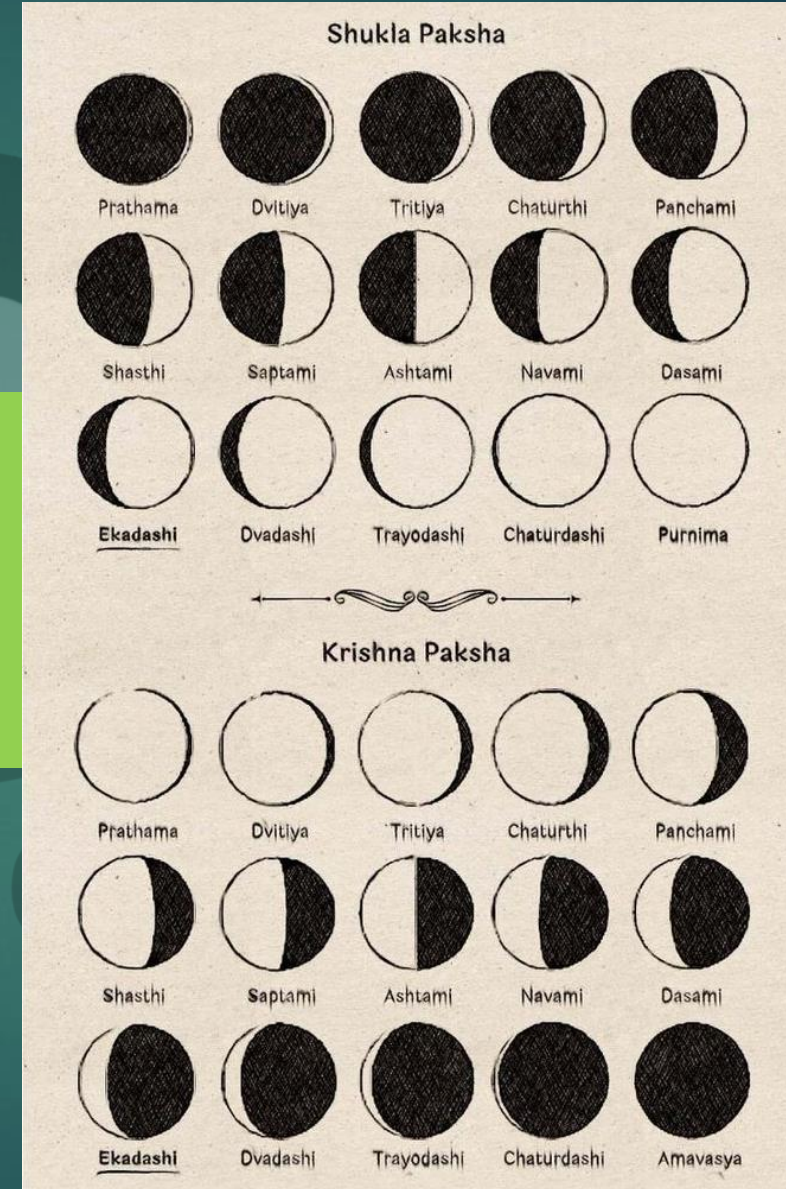 Shukla Paksha
Prathama Dvitiya Tritiya Chaturthi Panchami
Shasthi Saptami Ashtami Navami Dasami
Ekadashi Dvadashi Trayodashi Chaturdashi Purnima
Krishna Paksha
Prathama Dvitiya Tritiya Chaturthi Panchami
Shasthi Saptami Ashtami Navami Dasami
Ekadashi Dvadashi Trayodashi Chaturdashi Amavasya